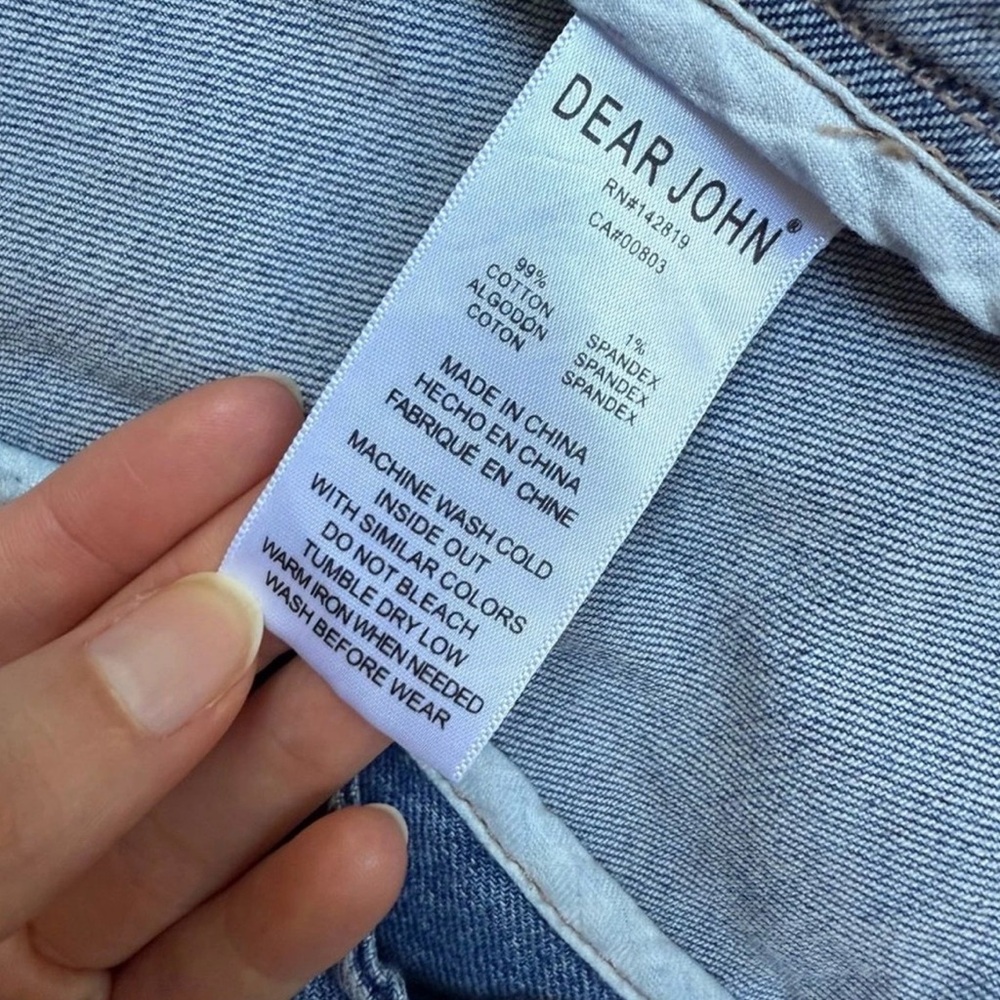 DEAR JOHN®
RN#142819
CA#00803
99%
COTTON
ALGODÓN
COTON
1%
SPANDEX
SPANDEX
SPANDEX
MADE IN CHINA
HECHO EN CHINA
FABRIQUÉ EN CHINE
MACHINE WASH COLD
INSIDE OUT
WITH SIMILAR COLORS
DO NOT BLEACH
TUMBLE DRY LOW
WARM IRON WHEN NEEDED
WASH BEFORE WEAR